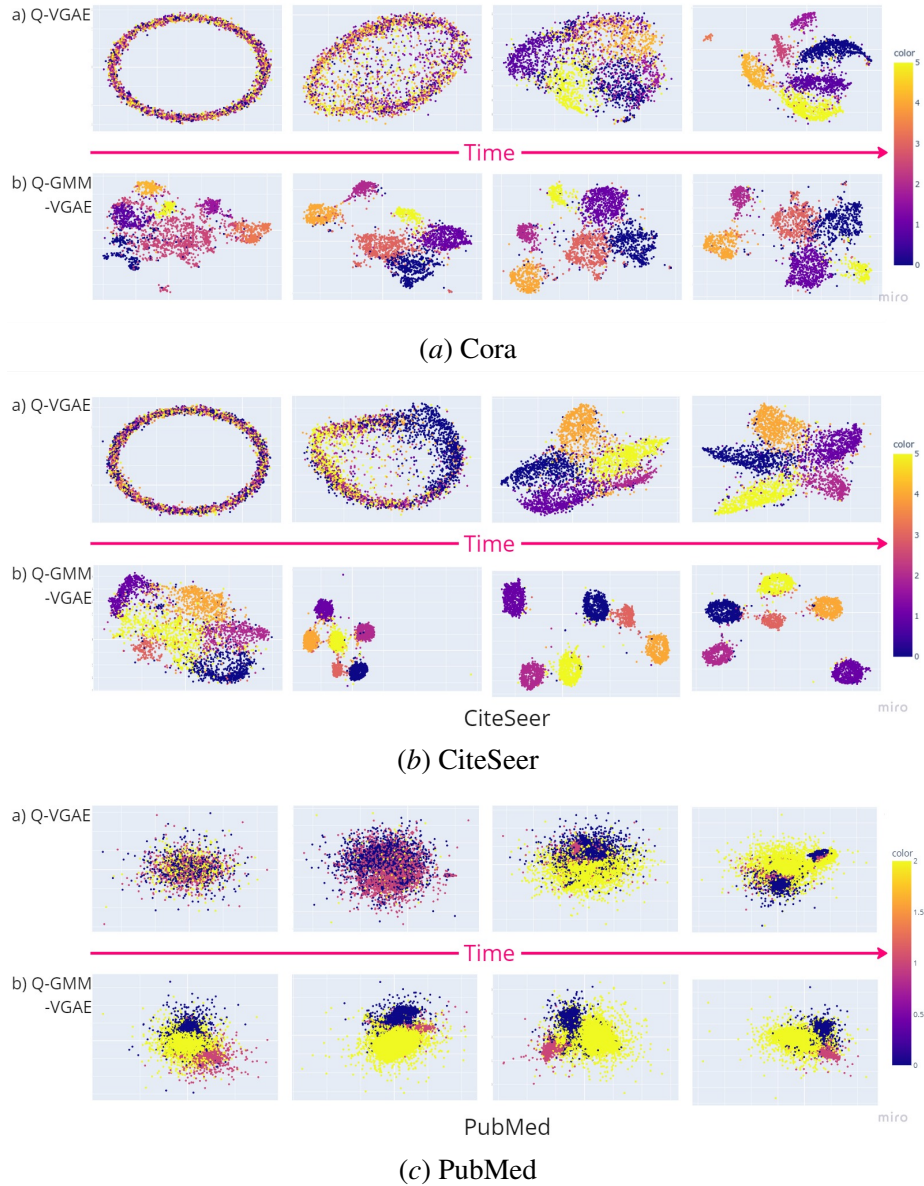 a) Q-VGAE
color
5
4
3
2
1
0
Time
b) Q-GMM
-VGAE
miro
(a) Cora
a) Q-VGAE
color
5
4
3
2
1
0
Time
b) Q-GMM
-VGAE
miro
CiteSeer
(b) CiteSeer
a) Q-VGAE
color
2
1.5
1
0.5
0
Time
b) Q-GMM
-VGAE
miro
PubMed
(c) PubMed